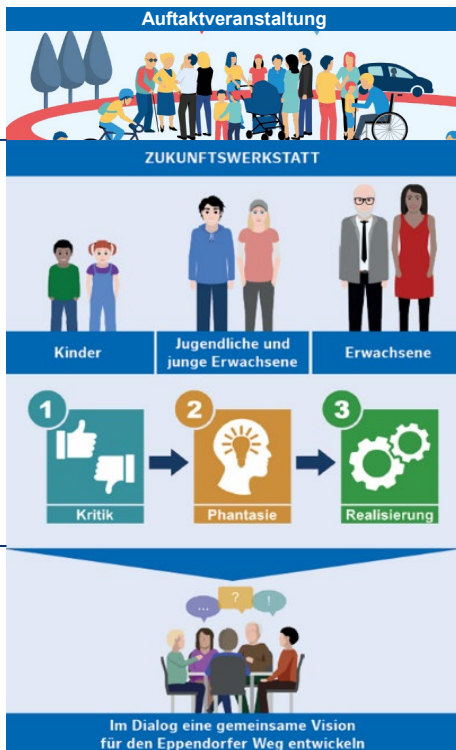 Auftaktveranstaltung
ZUKUNFTSWERKSTATT
Kinder
Jugendliche und
junge Erwachsene
Erwachsene
1
2
3
Kritik
Phantasie
Realisierung
...
?
!
Im Dialog eine gemeinsame Vision
für den Eppendorfer Weg entwickeln